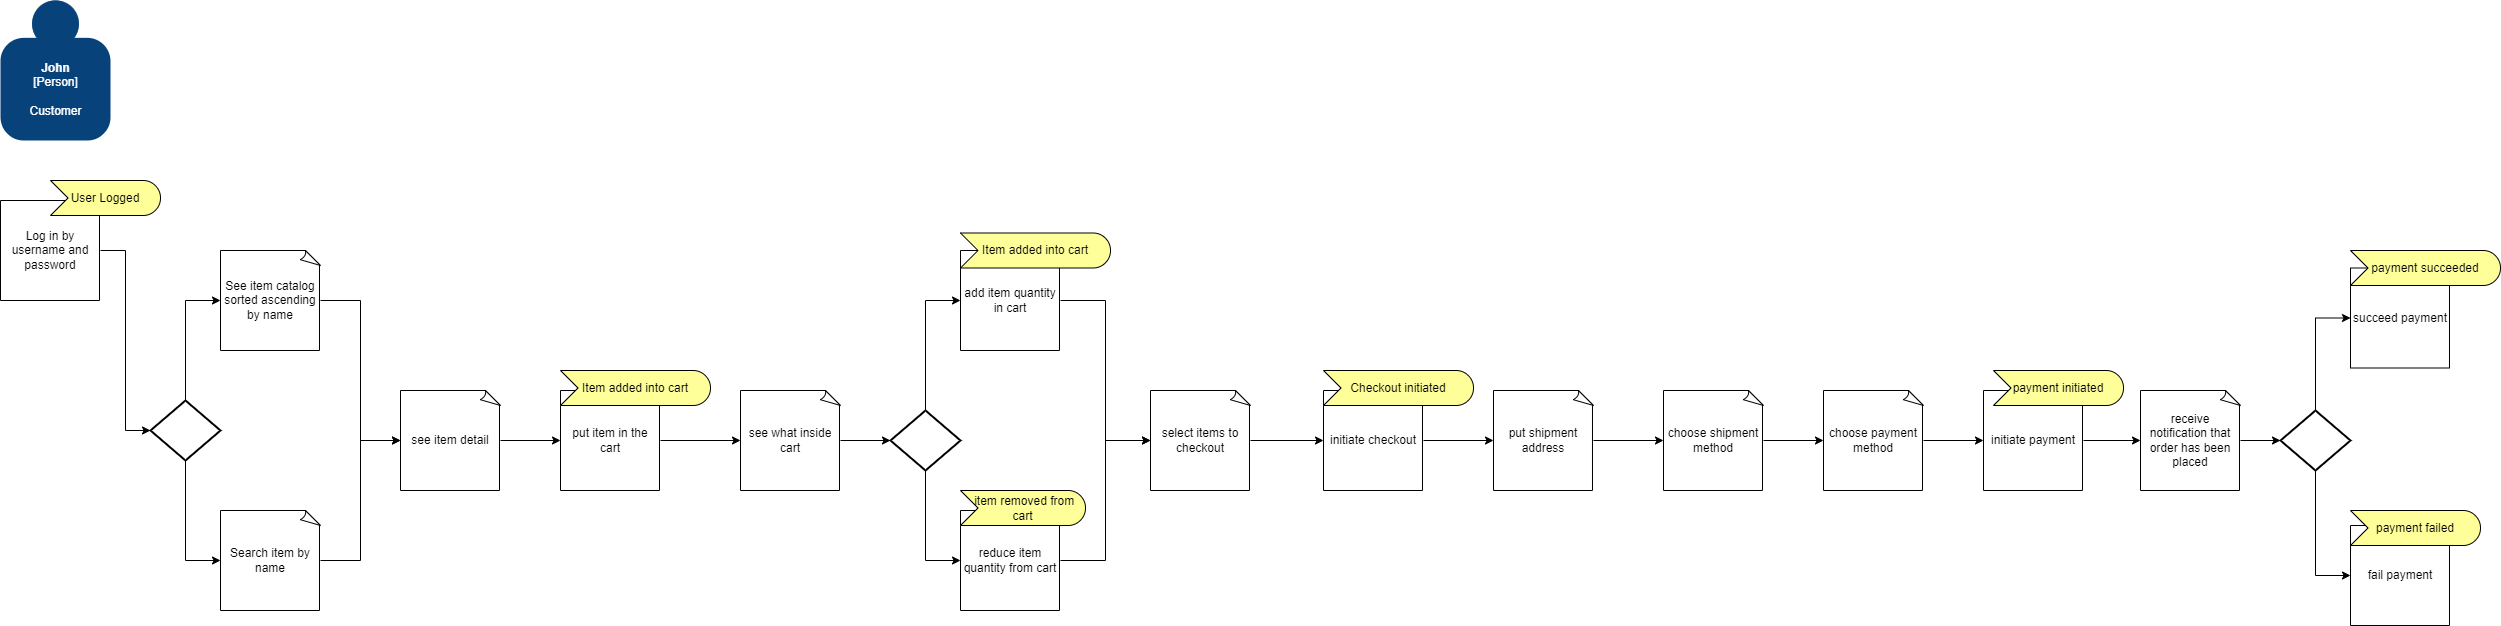 John
[Person]
Customer
User Logged
Log in by
username and
password
See item catalog
sorted ascending
by name
Search item by
name
see item detail
Item added into cart
put item in the
cart
see what inside
cart
Item added into cart
add item quantity
in cart
item removed from
cart
reduce item
quantity from cart
select items to
checkout
Checkout initiated
initiate checkout
put shipment
address
choose shipment
method
choose payment
method
payment initiated
initiate payment
receive
notification that
order has been
placed
payment succeeded
succeed payment
payment failed
fail payment